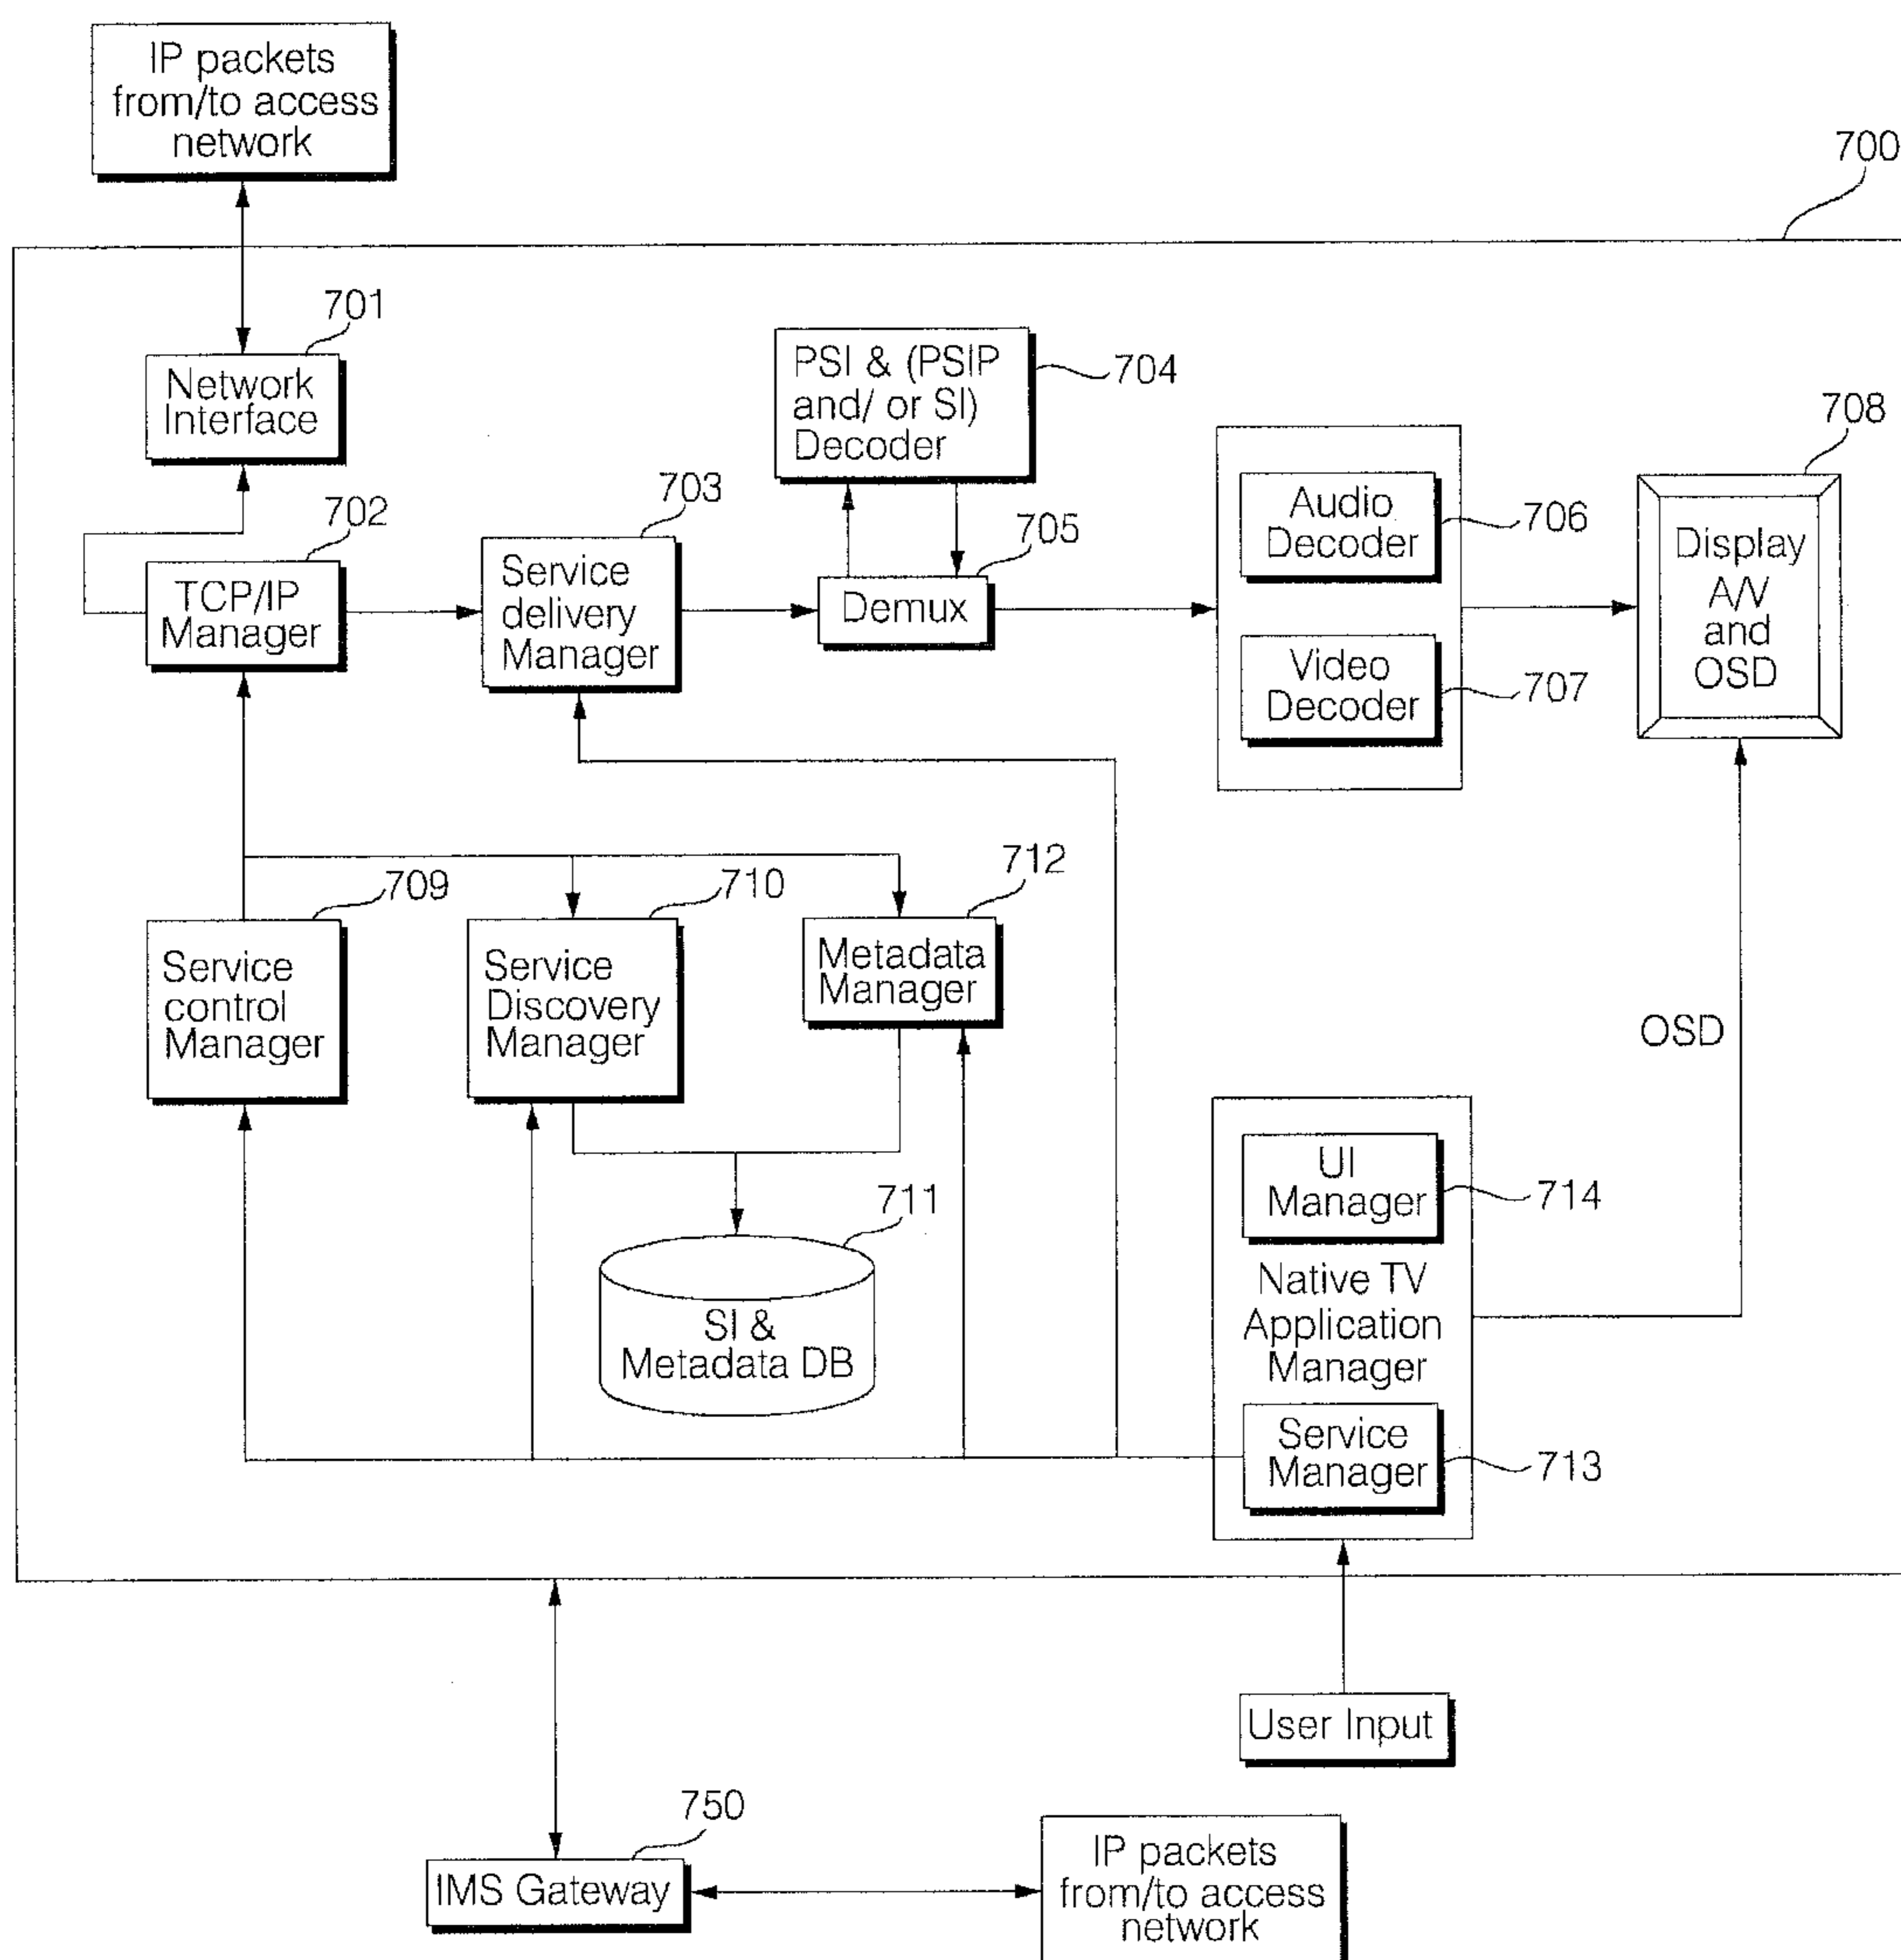 IP packets
from/to access
network
700
701
Network
Interface
PSI & (PSIP
and/ or SI)
Decoder
704
708
702
703
705
TCP/IP
Manager
Service
delivery
Manager
Demux
Audio
Decoder
706
Video
Decoder
707
Display
A/V
and
OSD
709
710
712
Service
control
Manager
Service
Discovery
Manager
Metadata
Manager
OSD
711
SI &
Metadata DB
UI
Manager
714
Native TV
Application
Manager
Service
Manager
713
User Input
750
IMS Gateway
IP packets
from/to access
network